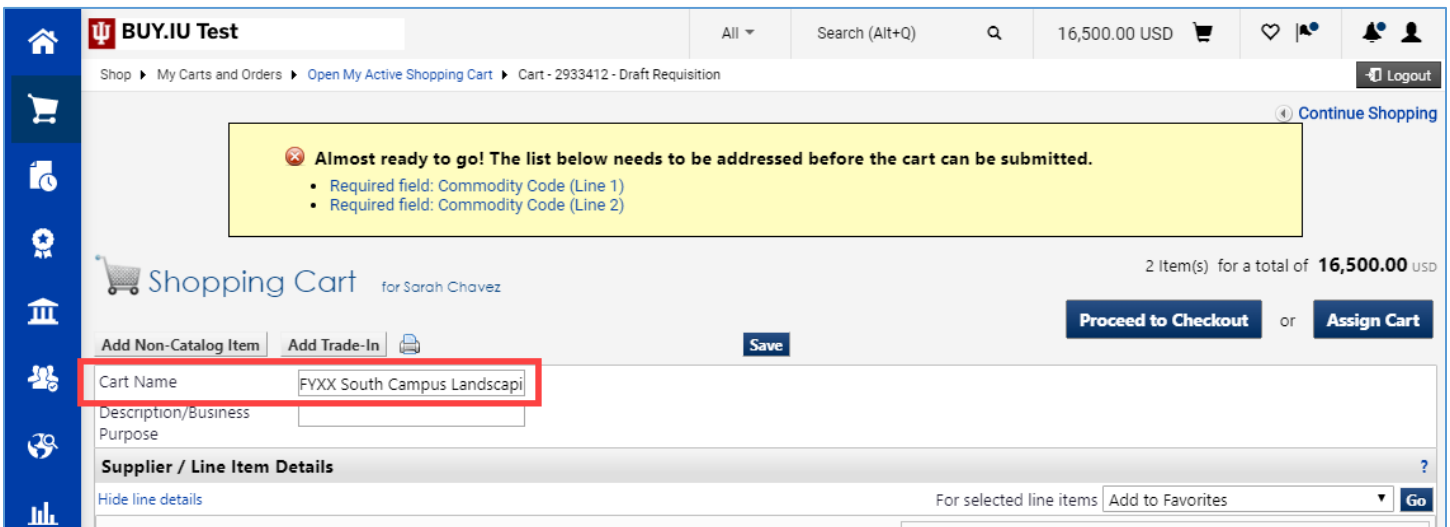 BUY.IU Test
All
Search (Alt+Q)
16,500.00 USD
Shop My Carts and Orders Open My Active Shopping Cart Cart - 2933412 - Draft Requisition
Logout
Continue Shopping
Almost ready to go! The list below needs to be addressed before the cart can be submitted.
• Required field: Commodity Code (Line 1)
• Required field: Commodity Code (Line 2)
Shopping Cart for Sarah Chavez
2 Item(s) for a total of 16,500.00 USD
Proceed to Checkout or Assign Cart
Add Non-Catalog Item Add Trade-In Save
Cart Name FYXX South Campus Landscapi
Description/Business
Purpose
Supplier / Line Item Details ?
Hide line details For selected line items Add to Favorites Go